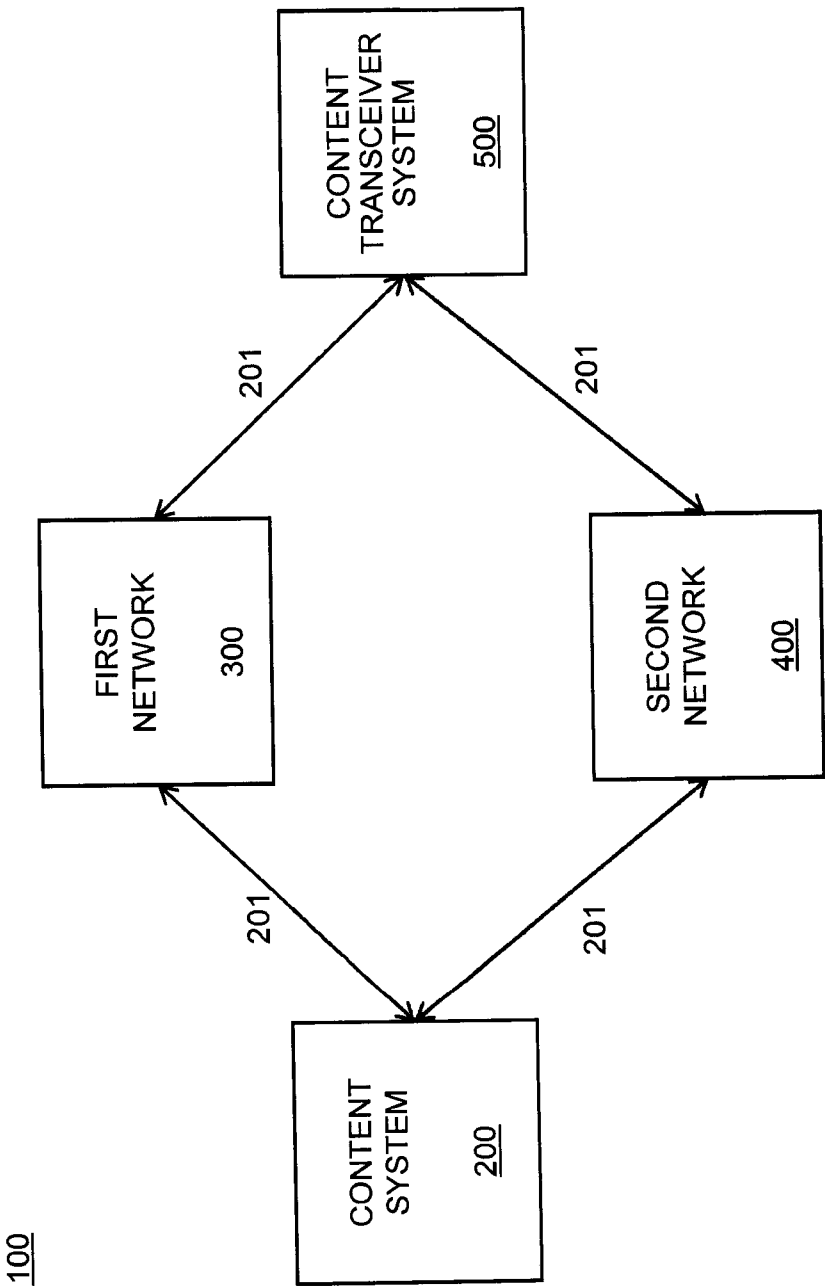 100
CONTENT
SYSTEM
200
201
201
FIRST
NETWORK
300
SECOND
NETWORK
400
201
201
CONTENT
TRANSCEIVER
SYSTEM
500